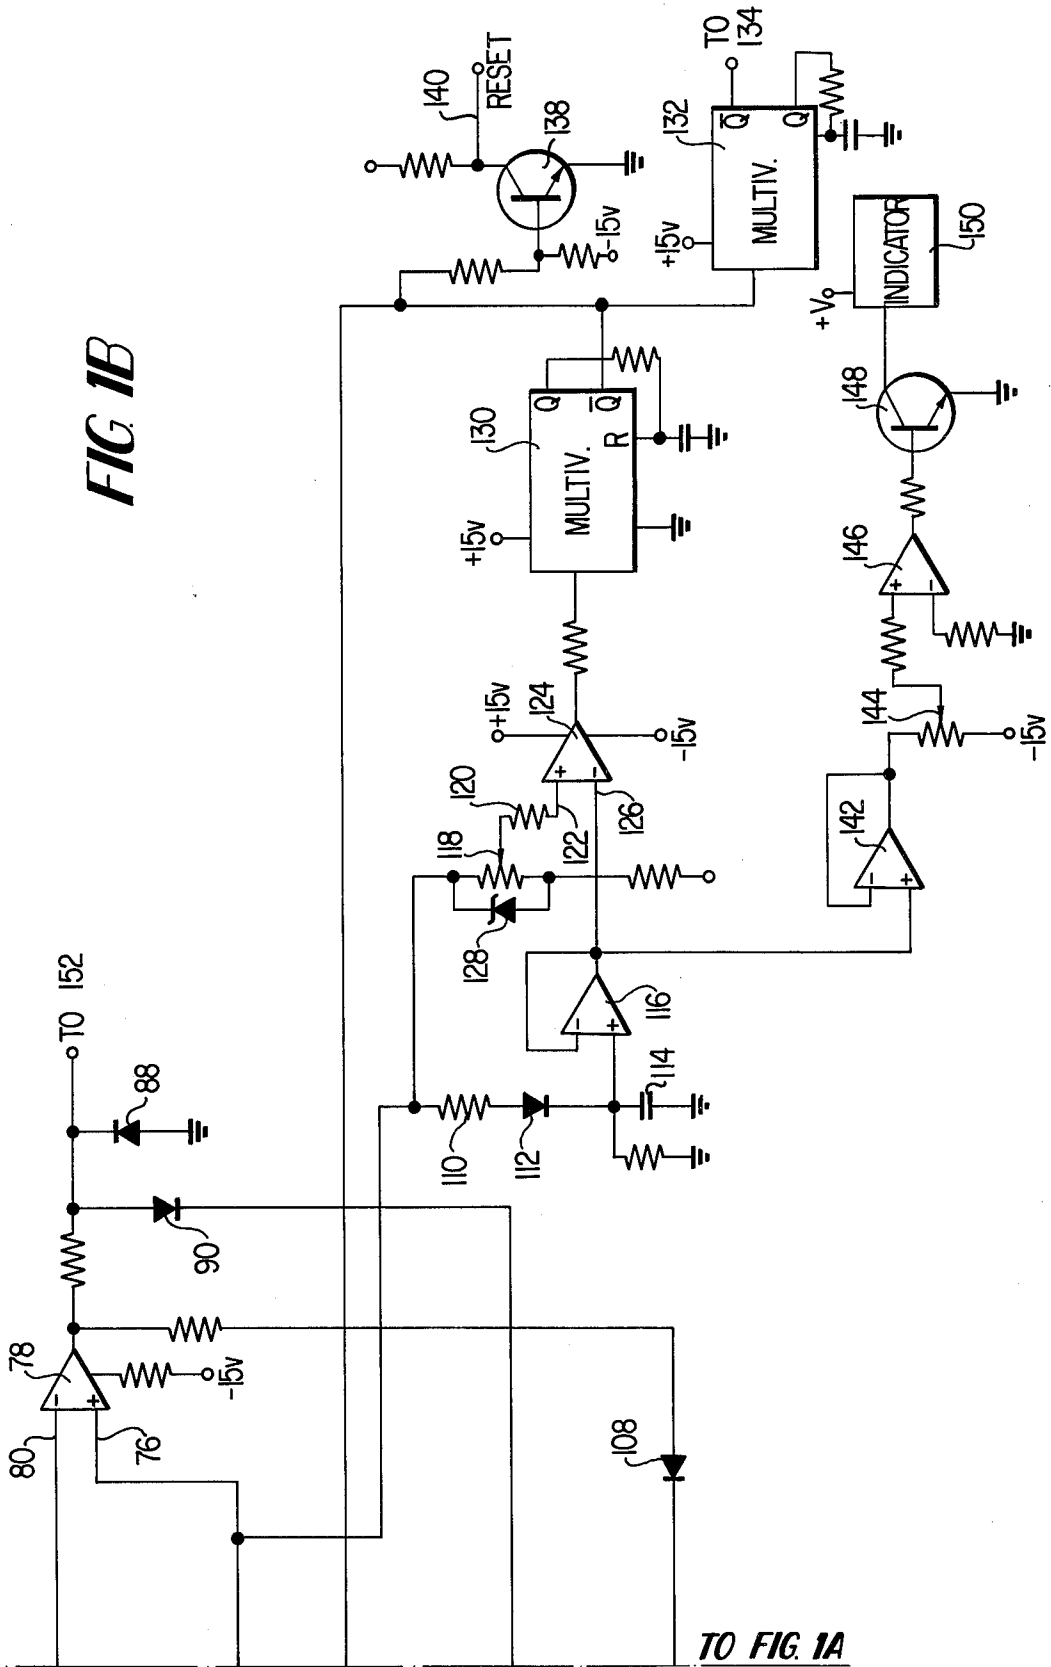 FIG. 1B
80
78
-
+
76
-15v
90
88
TO 152
108
110
112
114
116
-
+
128
118
120
122
126
124
+
-
+15v
-15v
130
+15v
MULTIV.
Q
Q
R
140
RESET
138
-15v
132
+15v
MULTIV.
Q
Q
TO
134
142
-
+
144
-15v
146
+
-
148
+V
INDICATOR
150
TO FIG. 1A